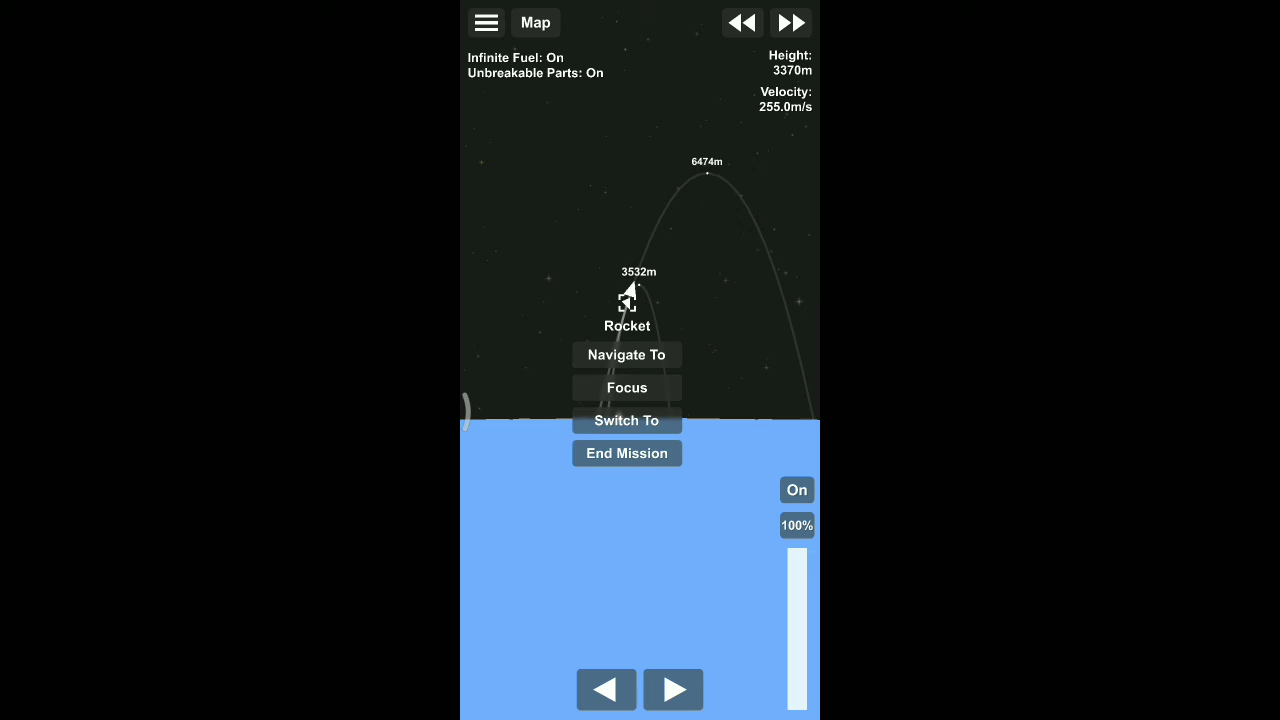 Map
Infinite Fuel: On
Unbreakable Parts: On
Height:
3370m
Velocity:
255.0m/s
6474m
3532m
Rocket
Navigate To
Focus
Switch To
End Mission
On
100%